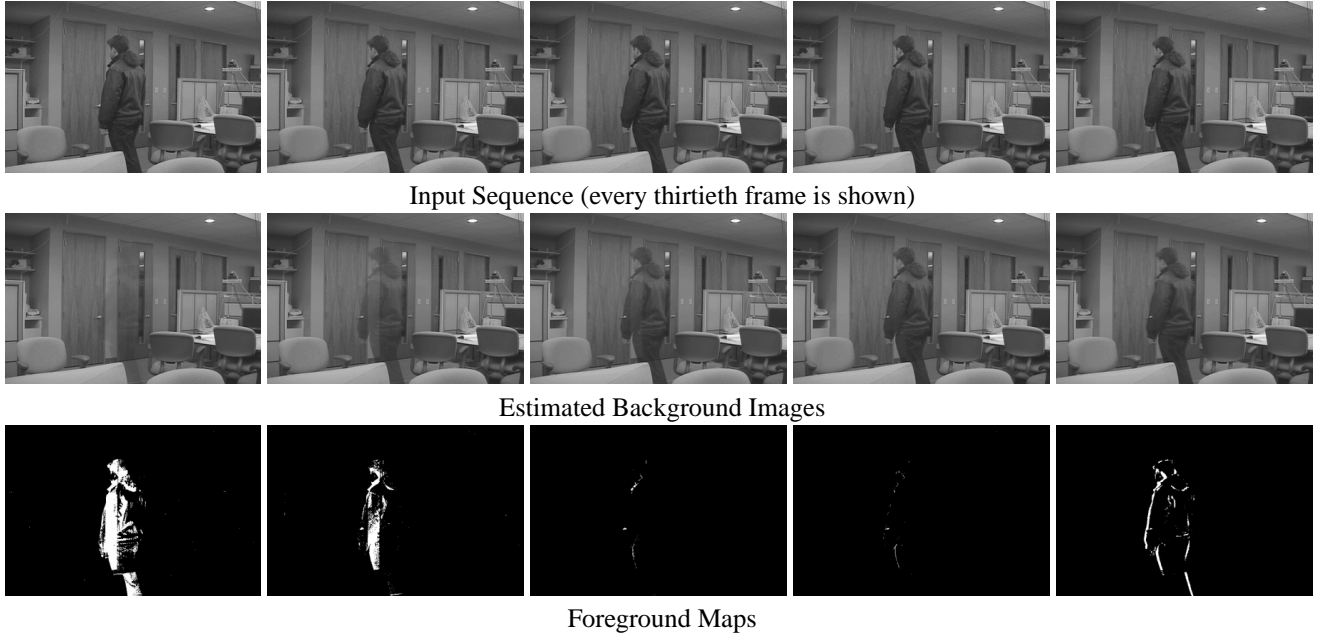 Input Sequence (every thirtieth frame is shown)
Estimated Background Images
Foreground Maps